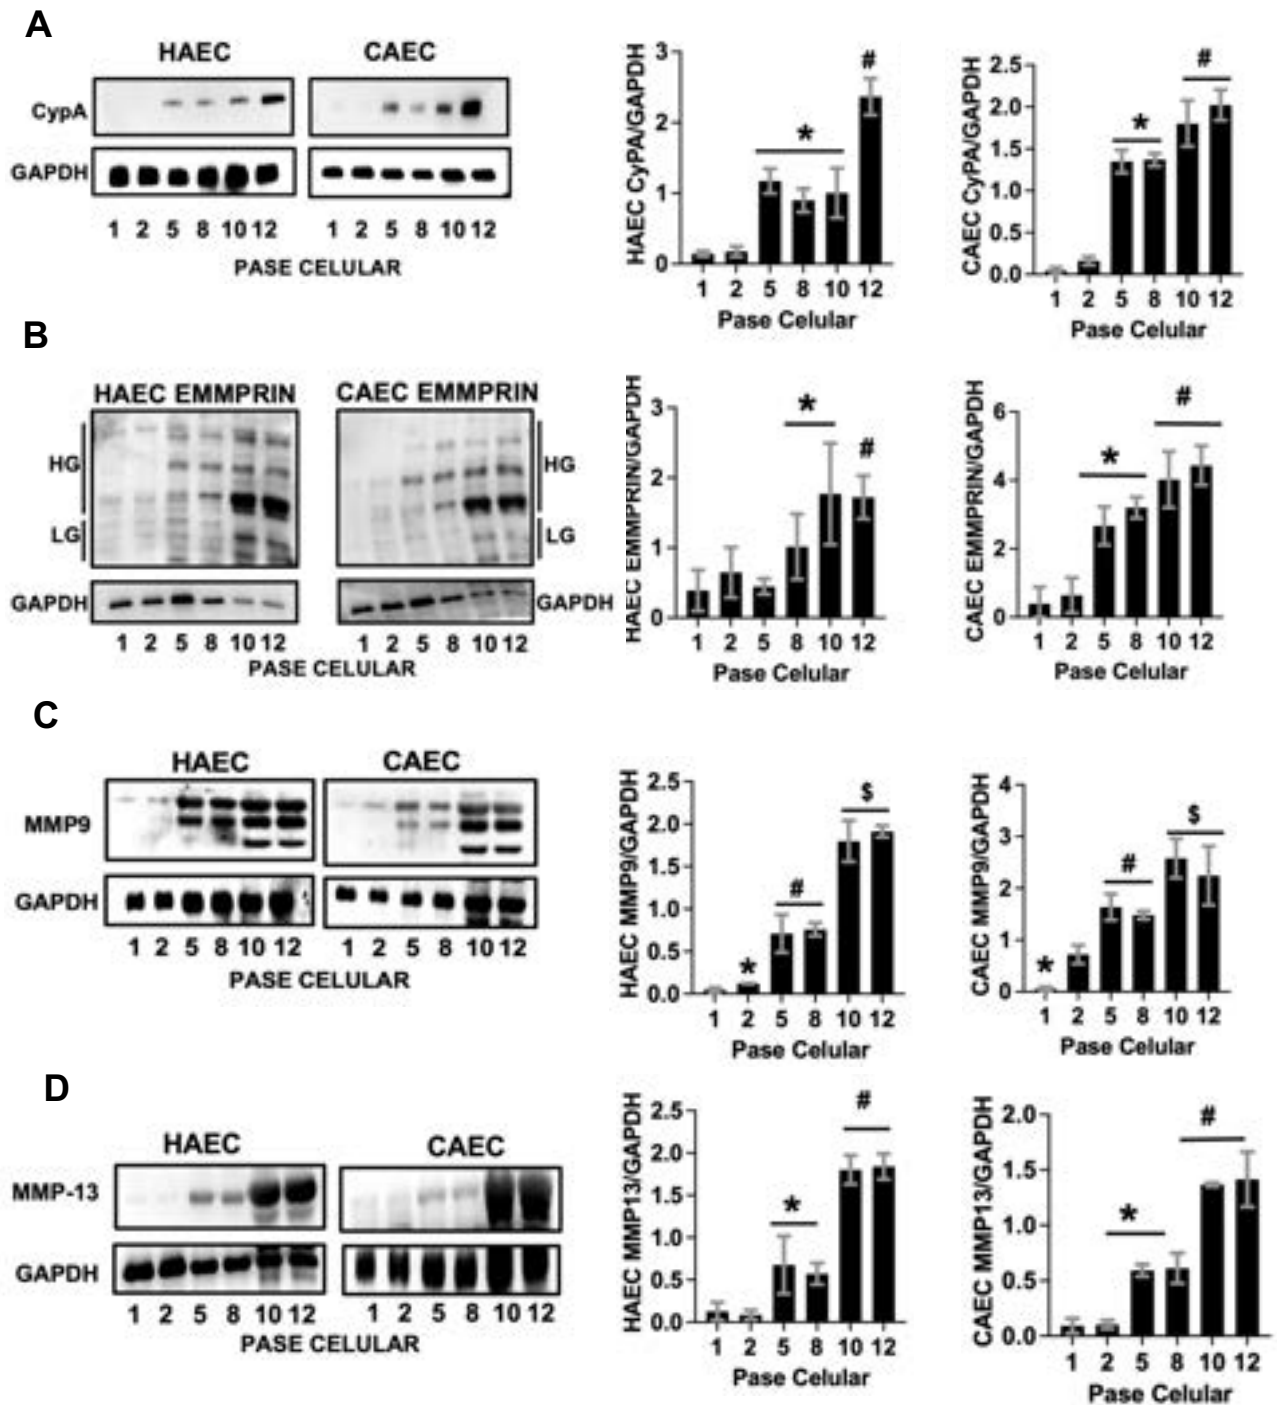 A
HAEC CAEC
CypA
GAPDH
1 2 5 8 10 12 1 2 5 8 10 12
PASE CELULAR
HAEC CyPA/GAPDH
3
2
1
0
* #
1 2 5 8 10 12
Pase Celular
CAEC CyPA/GAPDH
2.5
2.0
1.5
1.0
0.5
0.0
* #
1 2 5 8 10 12
Pase Celular
B
HAEC EMMPRIN CAEC EMMPRIN
HG HG
LG LG
GAPDH GAPDH
1 2 5 8 10 12 1 2 5 8 10 12
PASE CELULAR
HAEC EMMPRIN/GAPDH
3
2
1
0
* #
1 2 5 8 10 12
Pase Celular
CAEC EMMPRIN/GAPDH
6
4
2
0
* #
1 2 5 8 10 12
Pase Celular
C
HAEC CAEC
MMP9
GAPDH
1 2 5 8 10 12 1 2 5 8 10 12
PASE CELULAR
HAEC MMP9/GAPDH
2.5
2.0
1.5
1.0
0.5
0.0
* # $
1 2 5 8 10 12
Pase Celular
CAEC MMP9/GAPDH
4
3
2
1
0
* # $
1 2 5 8 10 12
Pase Celular
D
HAEC CAEC
MMP-13
GAPDH
1 2 5 8 10 12 1 2 5 8 10 12
PASE CELULAR
HAEC MMP13/GAPDH
2.5
2.0
1.5
1.0
0.5
0.0
* #
1 2 5 8 10 12
Pase Celular
CAEC MMP13/GAPDH
2.0
1.5
1.0
0.5
0.0
* #
1 2 5 8 10 12
Pase Celular